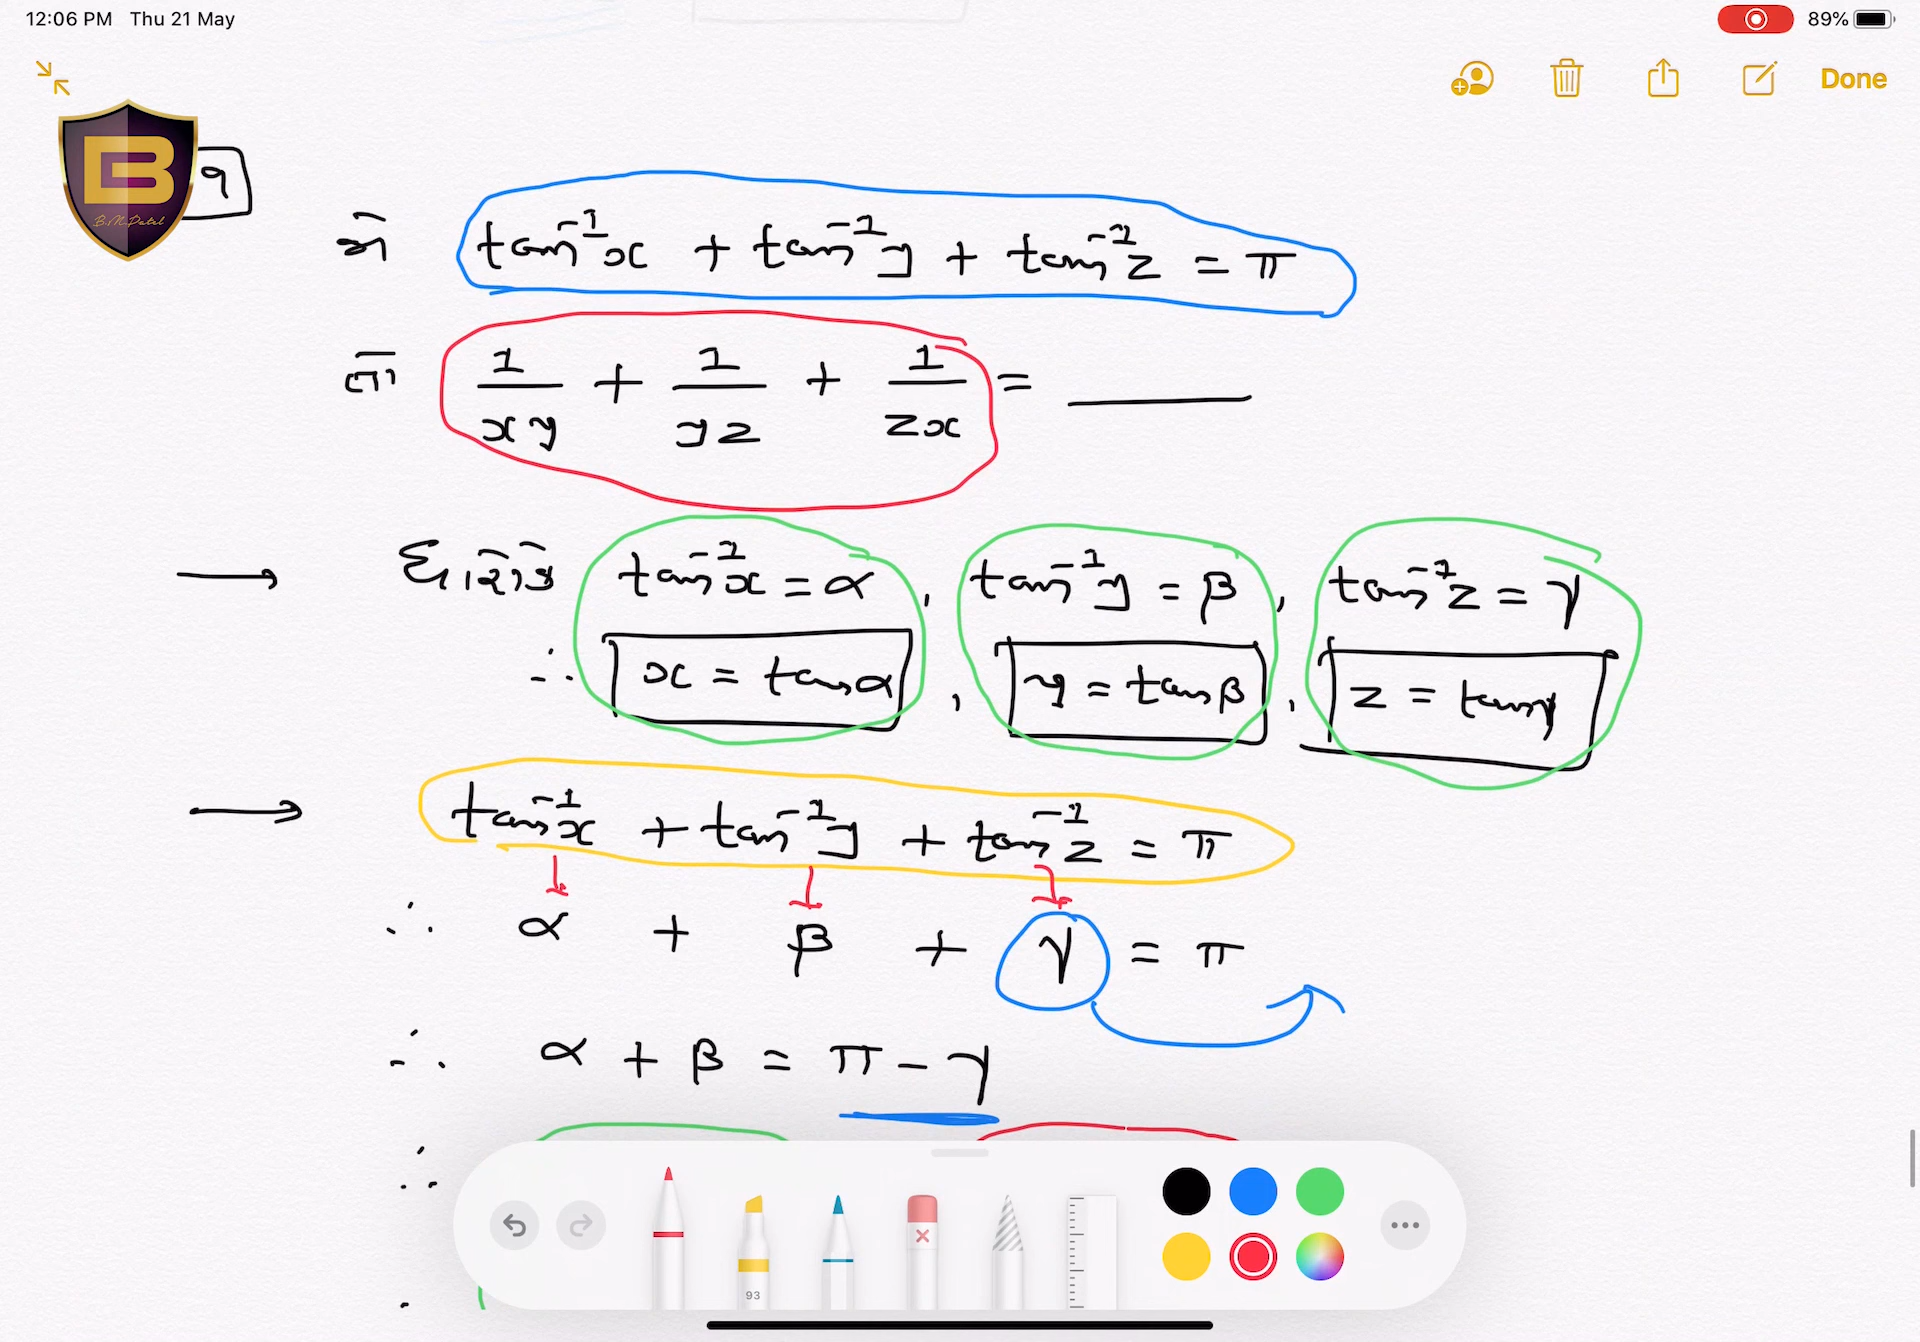 12:06 PM Thu 21 May 89%
Done
B
B.N.Patel
9
જો tan⁻¹x + tan⁻¹y + tan⁻¹z = π
તો 1/xy + 1/yz + 1/zx = ______
→ ધારોકે tan⁻¹x = α, tan⁻¹y = β, tan⁻¹z = γ
∴ x = tanα, y = tanβ, z = tanγ
→ tan⁻¹x + tan⁻¹y + tan⁻¹z = π
∴ α + β + γ = π
∴ α + β = π - γ
∴
93